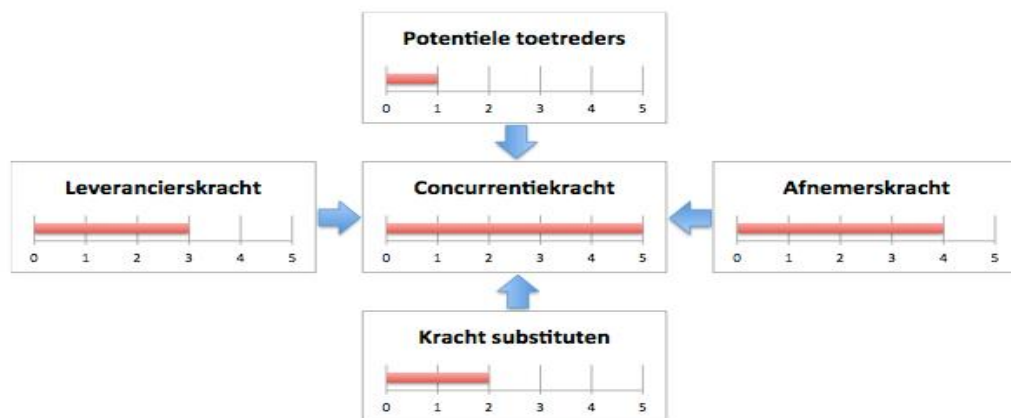 Potentiele toetreders
0 1 2 3 4 5
Leverancierskracht
0 1 2 3 4 5
Concurrentiekracht
0 1 2 3 4 5
Afnemerskracht
0 1 2 3 4 5
Kracht substituten
0 1 2 3 4 5